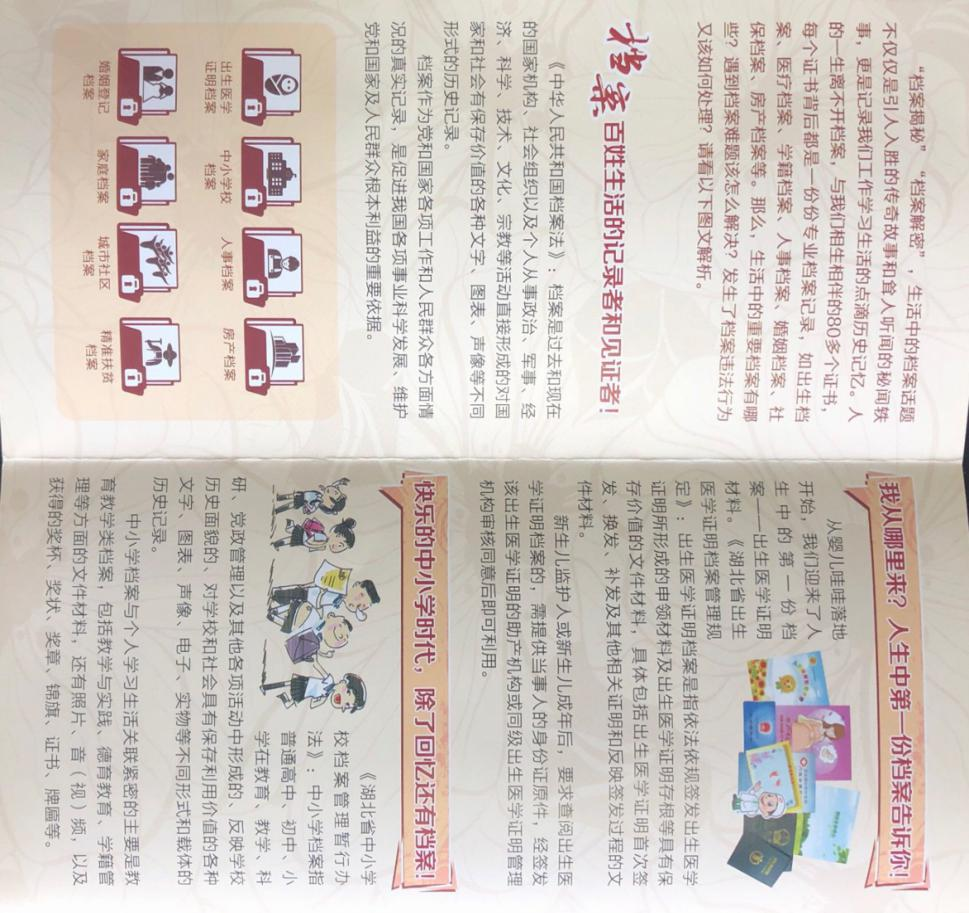 “档案揭秘”“档案解密”，生活中的档案话题
不仅仅是引人入胜的传奇故事和耸人听闻的秘闻轶
事，更是记录我们工作学习生活的点滴历史记忆。人
的一生离不开档案，与我们相生相伴的80多个证书，
每个证书背后都是一份份专业档案记录，如出生档
案、医疗档案、学籍档案、人事档案、婚姻档案、社
保档案、房产档案等。那么，生活中的重要档案有哪
些？遇到档案难题该怎么解决？发生了档案违法行为
又该如何处理？请看以下图文解析。
档案百姓生活的记录者和见证者！
《中华人民共和国档案法》：档案是过去和现在
的国家机构、社会组织以及个人从事政治、军事、经
济、科学、技术、文化、宗教等活动直接形成的对国
家和社会有保存价值的各种文字、图表、声像等不同
形式的历史记录。
档案作为党和国家各项工作和人民群众各方面情
况的真实记录，是促进我国各项事业科学发展、维护
党和国家及人民群众根本利益的重要依据。
出生医学
证明档案
中小学校
档案
人事档案
房产档案
婚姻登记
档案
家庭档案
城市社区
档案
精准扶贫
档案
我从哪里来？人生中第一份档案告诉你！
从婴儿哇哇落地
开始，我们迎来了人
生中的第一份档
案——出生医学证明
材料。《湖北省出生
医学证明档案管理规
定》：出生医学证明档案是指依法依规签发出生医学
证明所形成的申领材料及出生医学证明存根等具有保
存价值的文件材料，具体包括出生医学证明首次签
发、换发、补发及其他相关证明和反映签发过程的文
件材料。
新生儿监护人或新生儿成年后，要求查阅出生医
学证明档案的，需提供当事人的身份证原件，经签发
该出生医学证明的助产机构或同级出生医学证明管理
机构审核同意后即可利用。
快乐的中小学时代，除了回忆还有档案！
《湖北省中小学
校档案管理暂行办
法》：中小学档案指
普通高中、初中、小
学在教育、教学、科
研、党政管理以及其他各项活动中形成的、反映学校
历史面貌的、对学校和社会具有保存利用价值的各种
文字、图表、声像、电子、实物等不同形式和载体的
历史记录。
中小学档案与个人学习生活关联紧密的主要是教
育教学类档案，包括教学与实践、德育教育、学籍管
理等方面的文件材料，还有照片、音（视）频，以及
获得的奖杯、奖状、奖章、锦旗、证书、牌匾等。